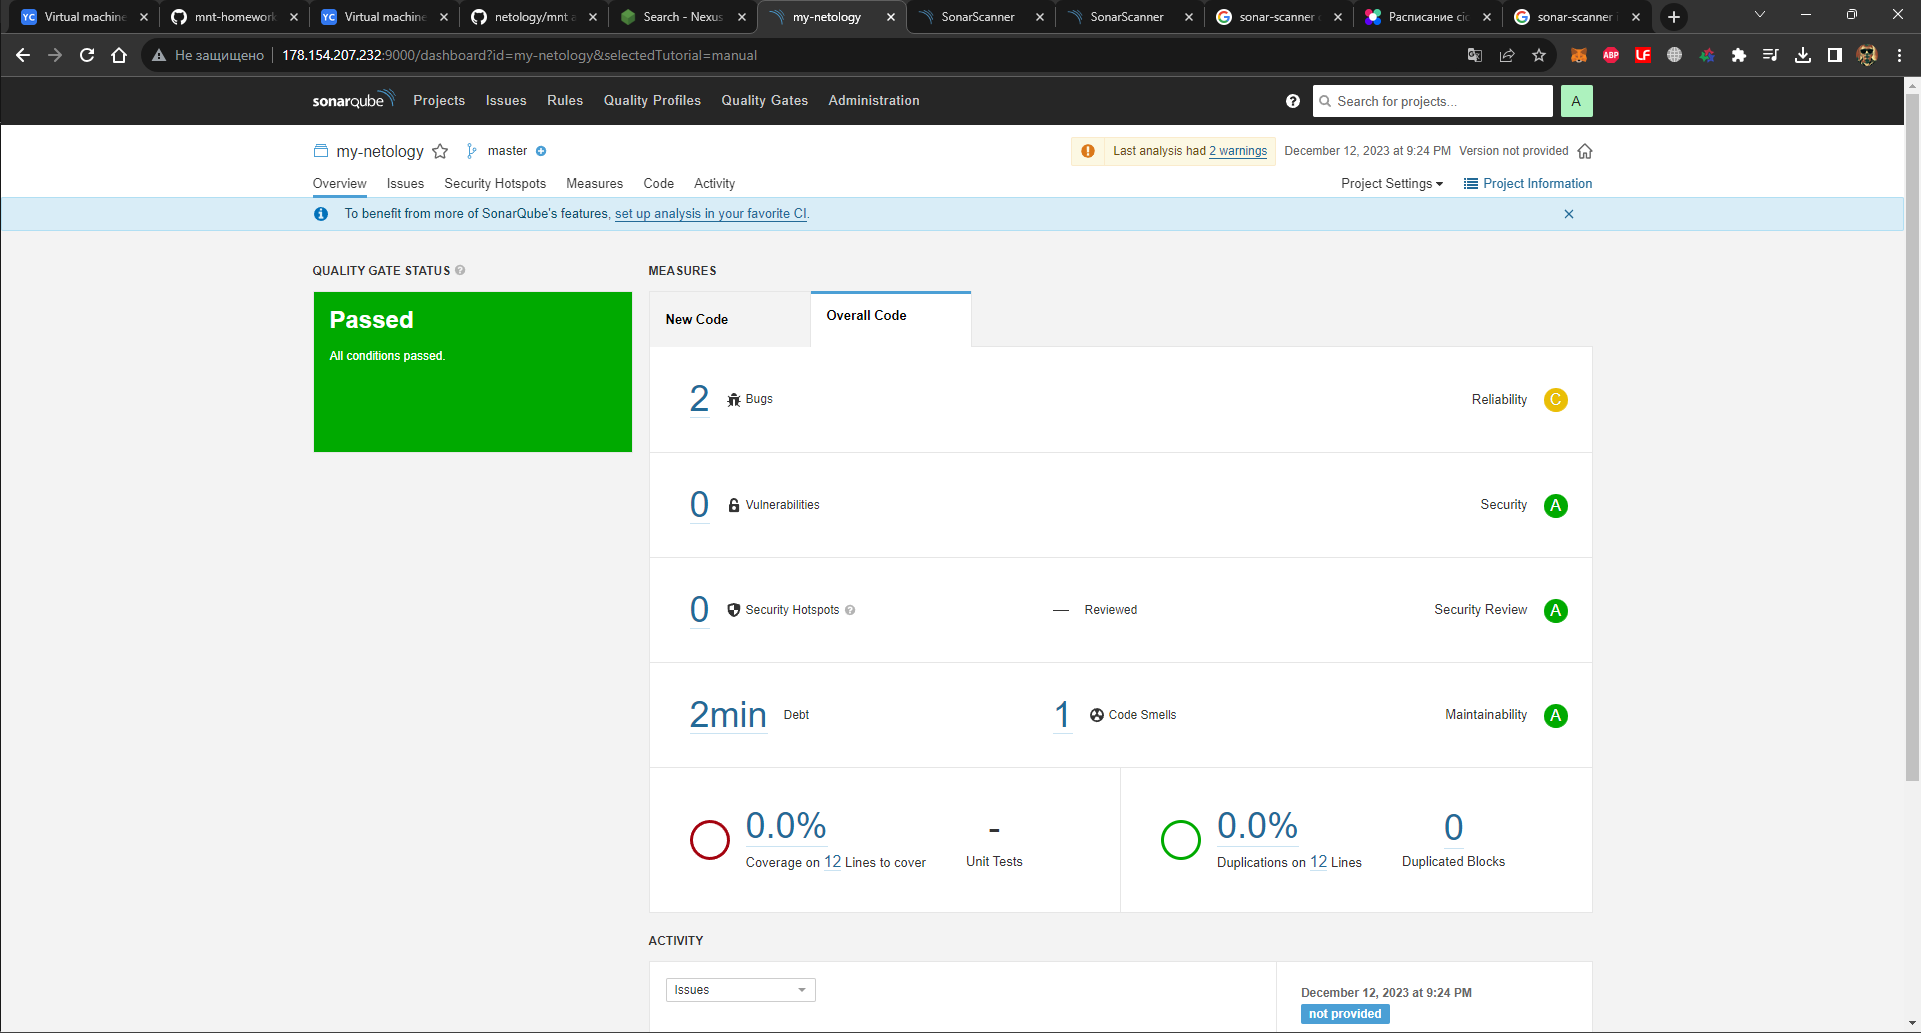 YC Virtual machine
mnt-homework
YC Virtual machine
netology/mnt
Search - Nexus
my-netology
SonarScanner
SonarScanner
sonar-scanner
Расписание
sonar-scanner
Не защищено 178.154.207.232:9000/dashboard?id=my-netology&selectedTutorial=manual
ABP LF
sonarqube Projects Issues Rules Quality Profiles Quality Gates Administration Search for projects... A
my-netology master Last analysis had 2 warnings December 12, 2023 at 9:24 PM Version not provided
Overview Issues Security Hotspots Measures Code Activity Project Settings Project Information
To benefit from more of SonarQube's features, set up analysis in your favorite CI.
QUALITY GATE STATUS
Passed
All conditions passed.
MEASURES
New Code
Overall Code
2 Bugs Reliability C
0 Vulnerabilities Security A
0 Security Hotspots — Reviewed Security Review A
2min Debt 1 Code Smells Maintainability A
0.0%
Coverage on 12 Lines to cover
-
Unit Tests
0.0%
Duplications on 12 Lines
0
Duplicated Blocks
ACTIVITY
Issues
December 12, 2023 at 9:24 PM
not provided